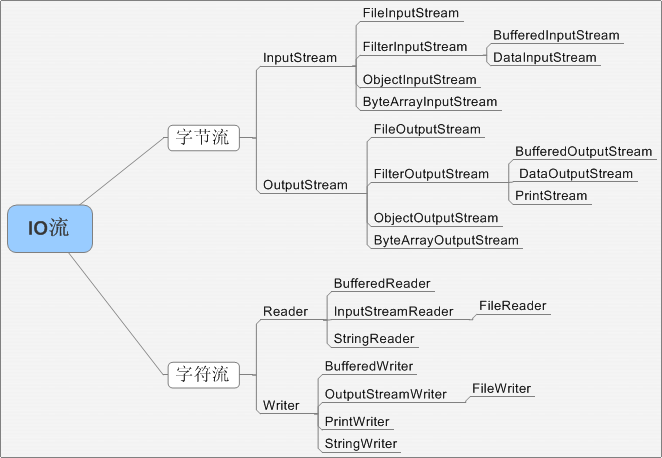 IO流
字节流
InputStream
FileInputStream
FilterInputStream
BufferedInputStream
DataInputStream
ObjectInputStream
ByteArrayInputStream
OutputStream
FileOutputStream
FilterOutputStream
BufferedOutputStream
DataOutputStream
PrintStream
ObjectOutputStream
ByteArrayOutputStream
字符流
Reader
BufferedReader
InputStreamReader
FileReader
StringReader
Writer
BufferedWriter
OutputStreamWriter
FileWriter
PrintWriter
StringWriter